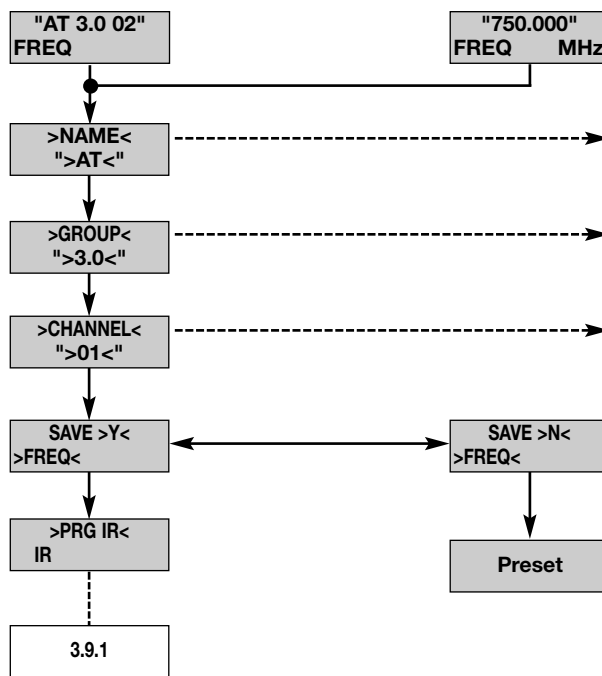 "AT 3.0 02"
FREQ
"750.000"
FREQ MHz
>NAME<
">AT<"
>GROUP<
">3.0<"
>CHANNEL<
">01<"
SAVE >Y<
>FREQ<
SAVE >N<
>FREQ<
>PRG IR<
IR
Preset
3.9.1